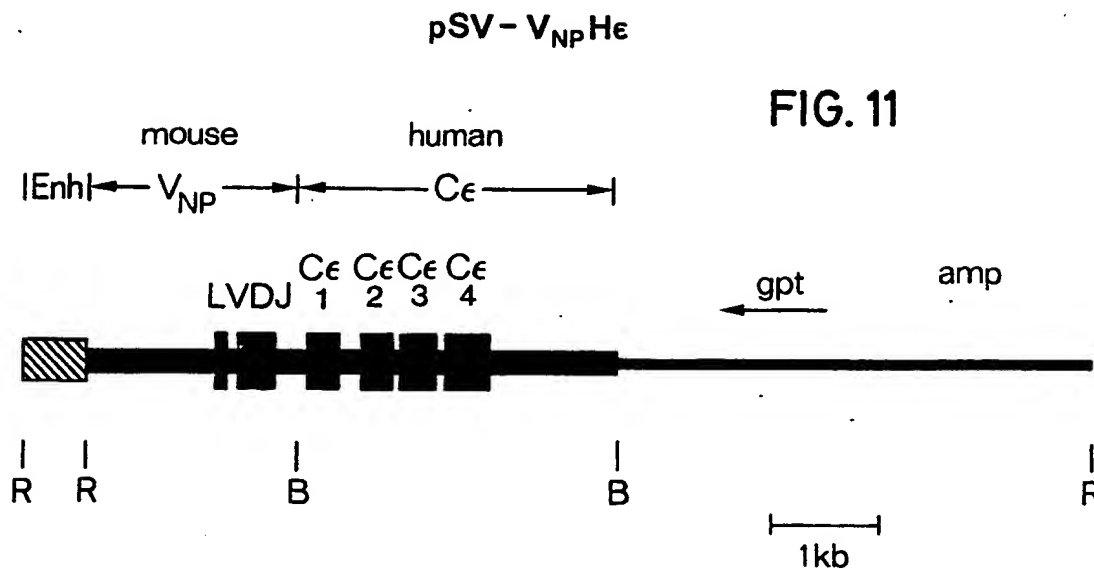 pSV-V_NP Hε
FIG. 11
mouse human
|Enh| V_NP Cε
LVDJ Cε 1 Cε 2 Cε 3 Cε 4 gpt amp
R R B B R
1kb